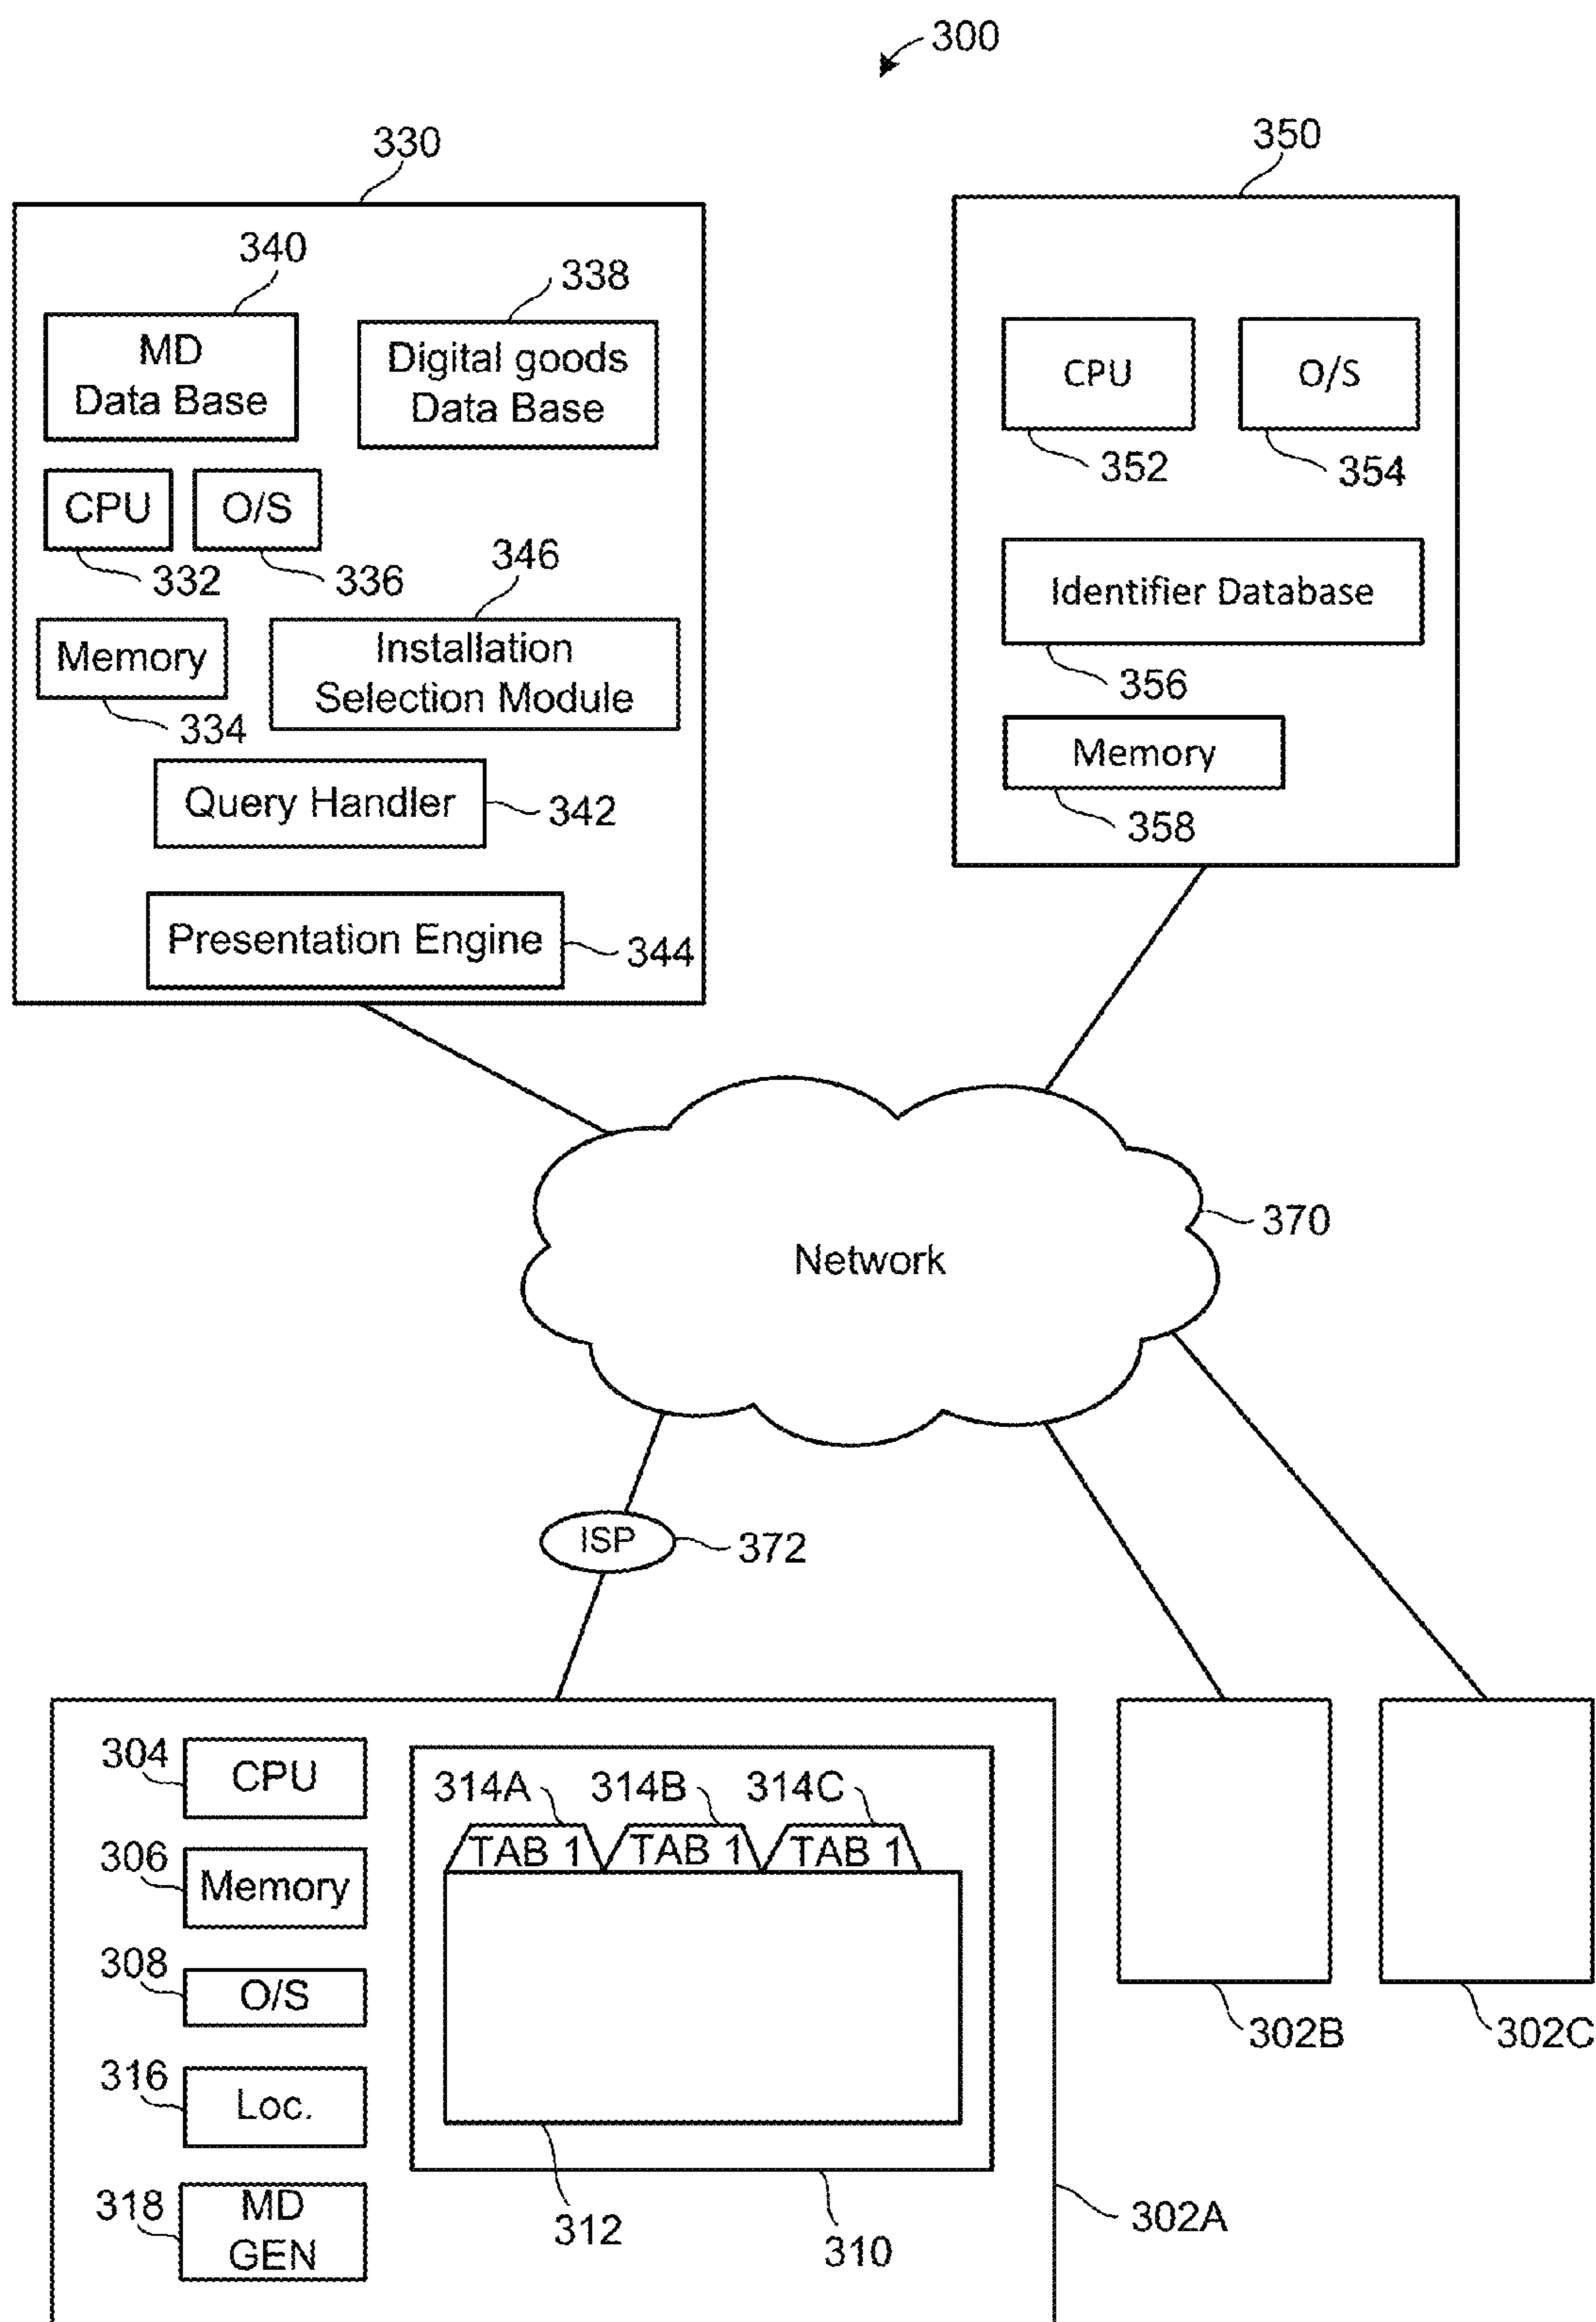 300
330
350
340
338
MD
Data Base
Digital goods
Data Base
CPU
O/S
352
354
CPU
O/S
332
336
346
Identifier Database
356
Memory
334
Installation
Selection Module
Memory
358
Query Handler
342
Presentation Engine
344
Network
370
ISP
372
304
CPU
314A
314B
314C
TAB 1
TAB 1
TAB 1
306
Memory
308
O/S
316
Loc.
318
MD
GEN
312
310
302A
302B
302C